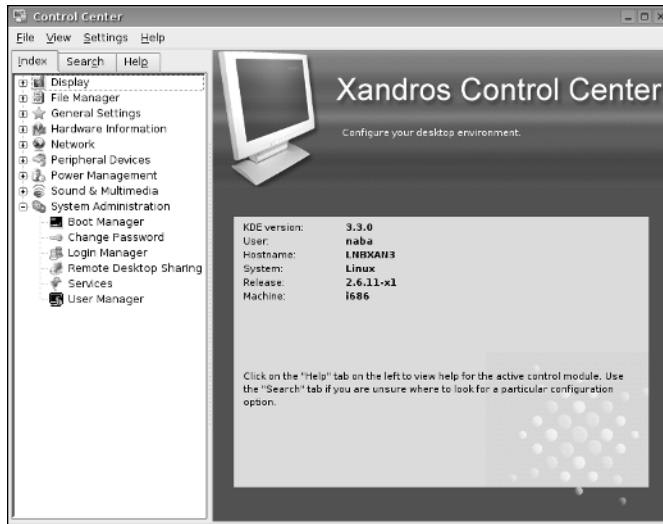 Control Center
File View Settings Help
Index Search Help
Display
File Manager
General Settings
Hardware Information
Network
Peripheral Devices
Power Management
Sound & Multimedia
System Administration
Boot Manager
Change Password
Login Manager
Remote Desktop Sharing
Services
User Manager
Xandros Control Center
Configure your desktop environment.
KDE version: 3.3.0
User: naba
Hostname: LNBXAN3
System: Linux
Release: 2.6.11-x1
Machine: i686
Click on the "Help" tab on the left to view help for the active control module. Use
the "Search" tab if you are unsure where to look for a particular configuration
option.